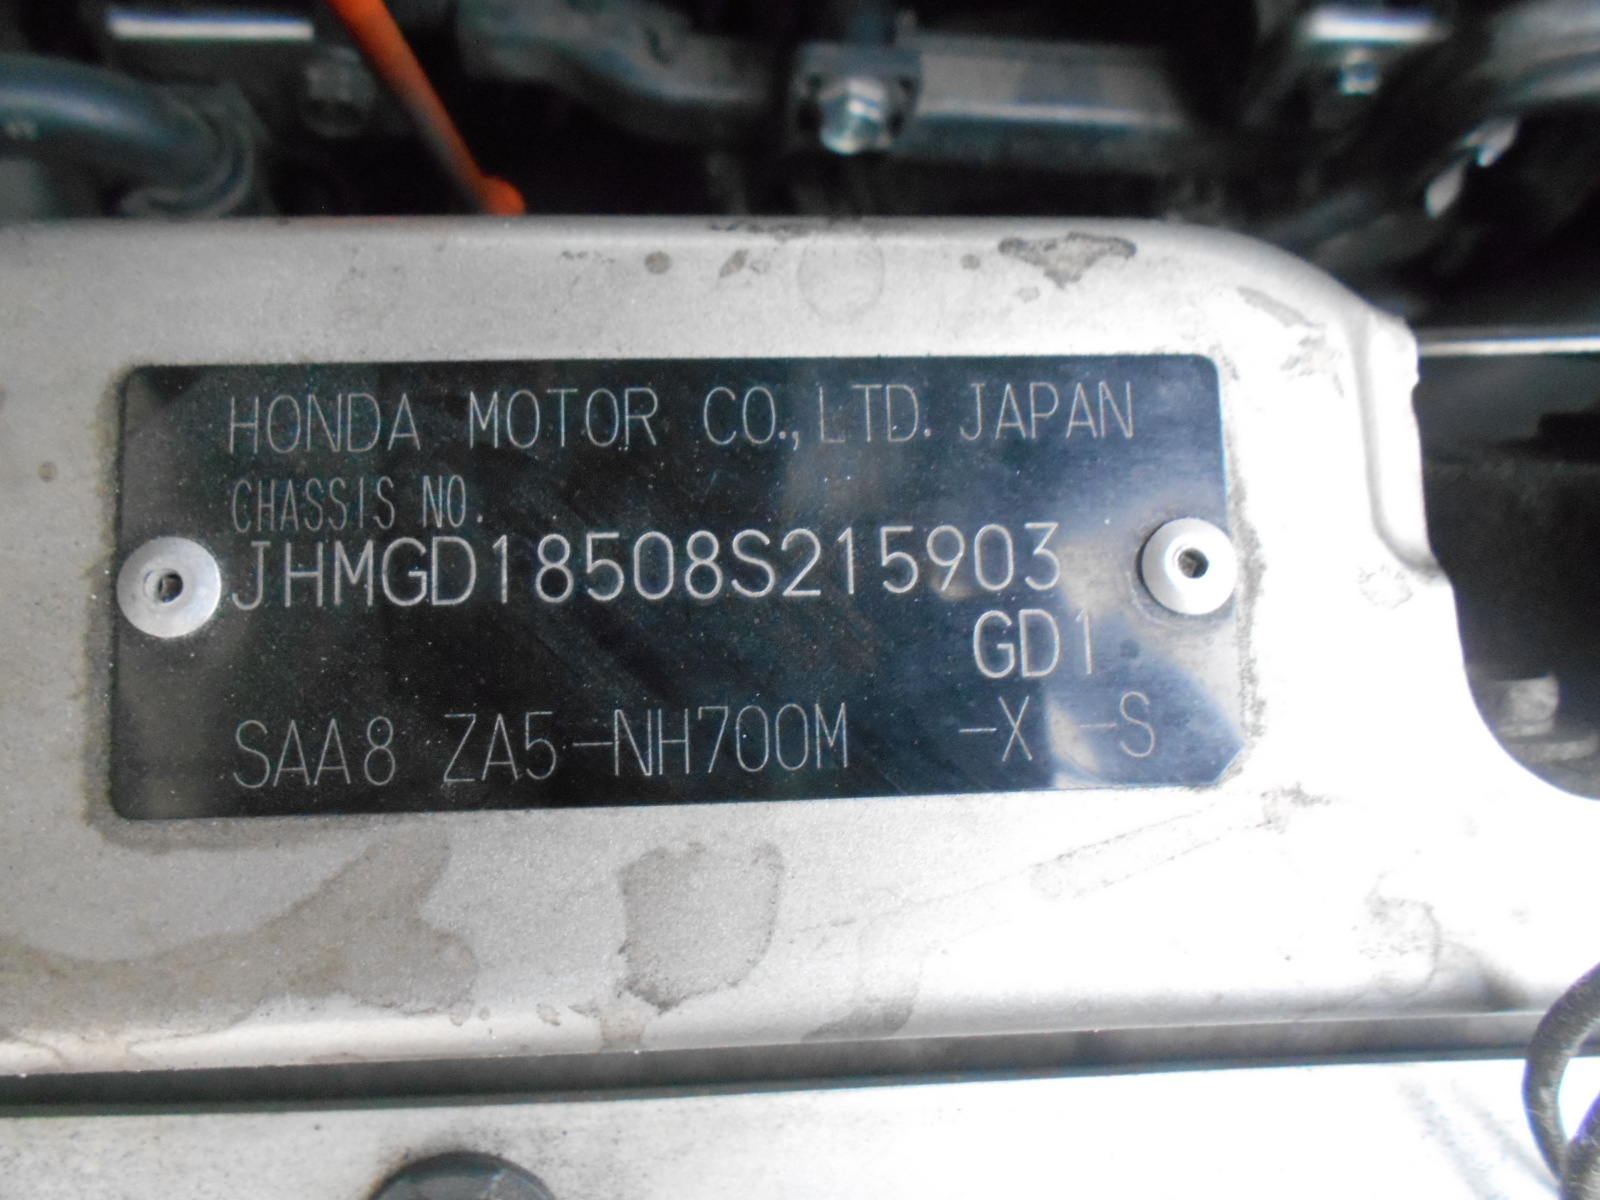 HONDA MOTOR CO., LTD. JAPAN
CHASSIS NO.
JHMGD18508S215903
GD1
SAA8 ZA5-NH700M -X -S